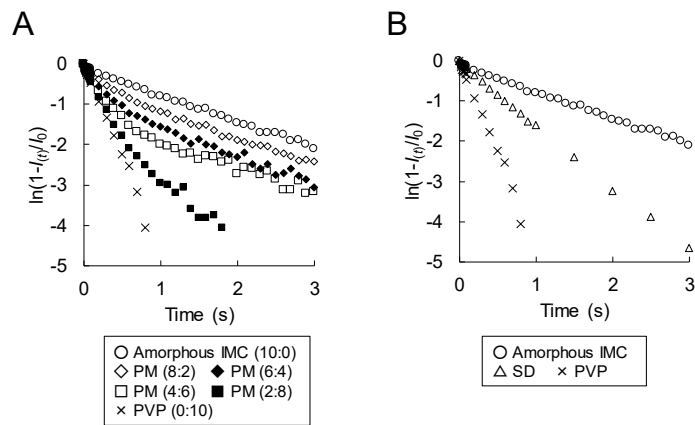 A
0
-1
-2
-3
-4
-5
ln(1-I(t)/I0)
0 1 2 3
Time (s)
Amorphous IMC (10:0)
PM (8:2) PM (6:4)
PM (4:6) PM (2:8)
PVP (0:10)
B
0
-1
-2
-3
-4
-5
ln(1-I(t)/I0)
0 1 2 3
Time (s)
Amorphous IMC
SD PVP